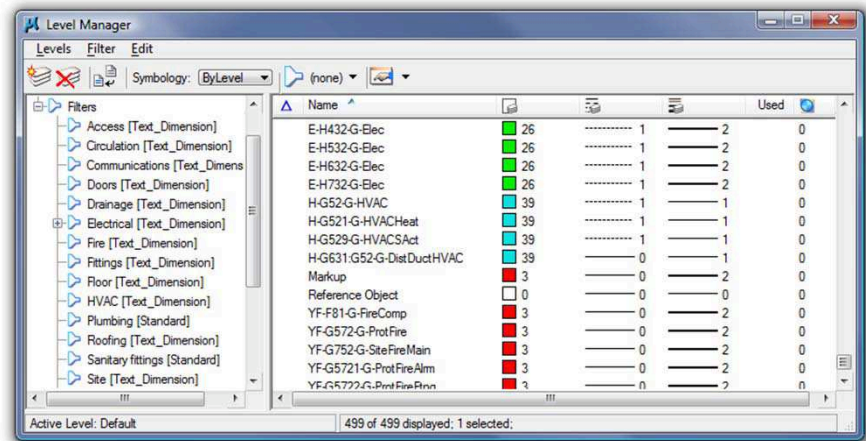 Level Manager
Levels Filter Edit
Symbology: ByLevel (none)
Filters
Access [Text_Dimension]
Circulation [Text_Dimension]
Communications [Text_Dimens
Doors [Text_Dimension]
Drainage [Text_Dimension]
Electrical [Text_Dimension]
Fire [Text_Dimension]
Fittings [Text_Dimension]
Floor [Text_Dimension]
HVAC [Text_Dimension]
Plumbing [Standard]
Roofing [Text_Dimension]
Sanitary fittings [Standard]
Site [Text_Dimension]
Name Used
E-H432-G-Elec 26 1 2 0
E-H532-G-Elec 26 1 2 0
E-H632-G-Elec 26 1 2 0
E-H732-G-Elec 26 1 2 0
H-G52-G-HVAC 39 1 1 0
H-G521-G-HVACHeat 39 1 1 0
H-G529-G-HVACSAct 39 1 1 0
H-G631:G52-G-DistDuctHVAC 39 0 1 0
Markup 3 0 2 0
Reference Object 0 0 0 0
YF-F81-G-FireComp 3 0 2 0
YF-G572-G-ProtFire 3 0 2 0
YF-G752-G-SiteFireMain 3 0 2 0
YF-G5721-G-ProtFireAlrm 3 0 2 0
YF-G5722-G-ProtFireFtng 3 0 2 0
Active Level: Default
499 of 499 displayed; 1 selected;